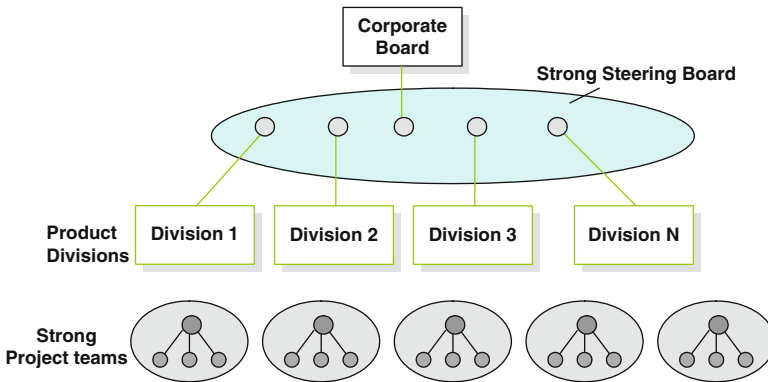 Corporate
Board
Strong Steering Board
Product
Divisions
Division 1
Division 2
Division 3
Division N
Strong
Project teams